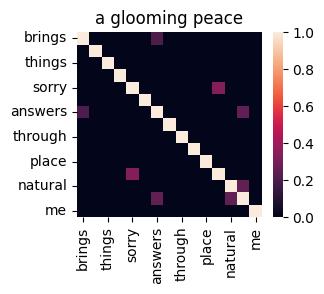 a glooming peace
brings
things
sorry
answers
through
place
natural
me
1.0
0.8
0.6
0.4
0.2
0.0
brings
things
sorry
answers
through
place
natural
me